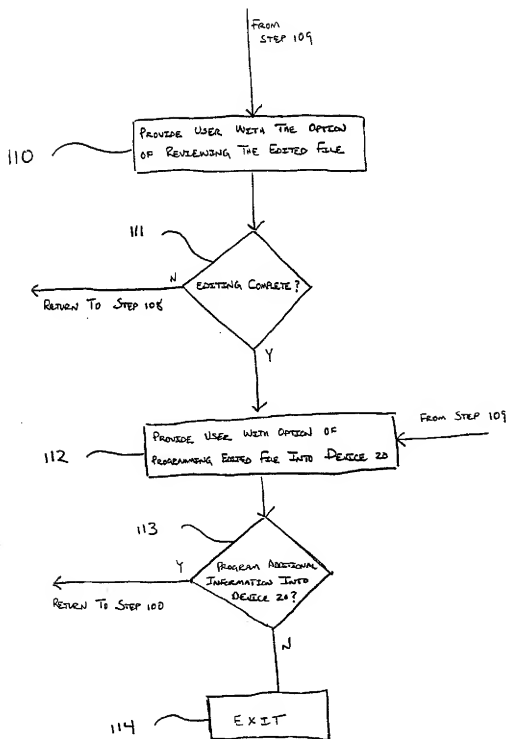 FROM
STEP 109
PROVIDE USER WITH THE OPTION
OF REVIEWING THE EDITED FILE
110
111
N
EDITING COMPLETE?
RETURN TO STEP 108
Y
FROM STEP 109
PROVIDE USER WITH OPTION OF
PROGRAMMING EDITED FILE INTO DEVICE 20
112
113
Y
PROGRAM ADDITIONAL
INFORMATION INTO
DEVICE 20?
RETURN TO STEP 100
N
EXIT
114